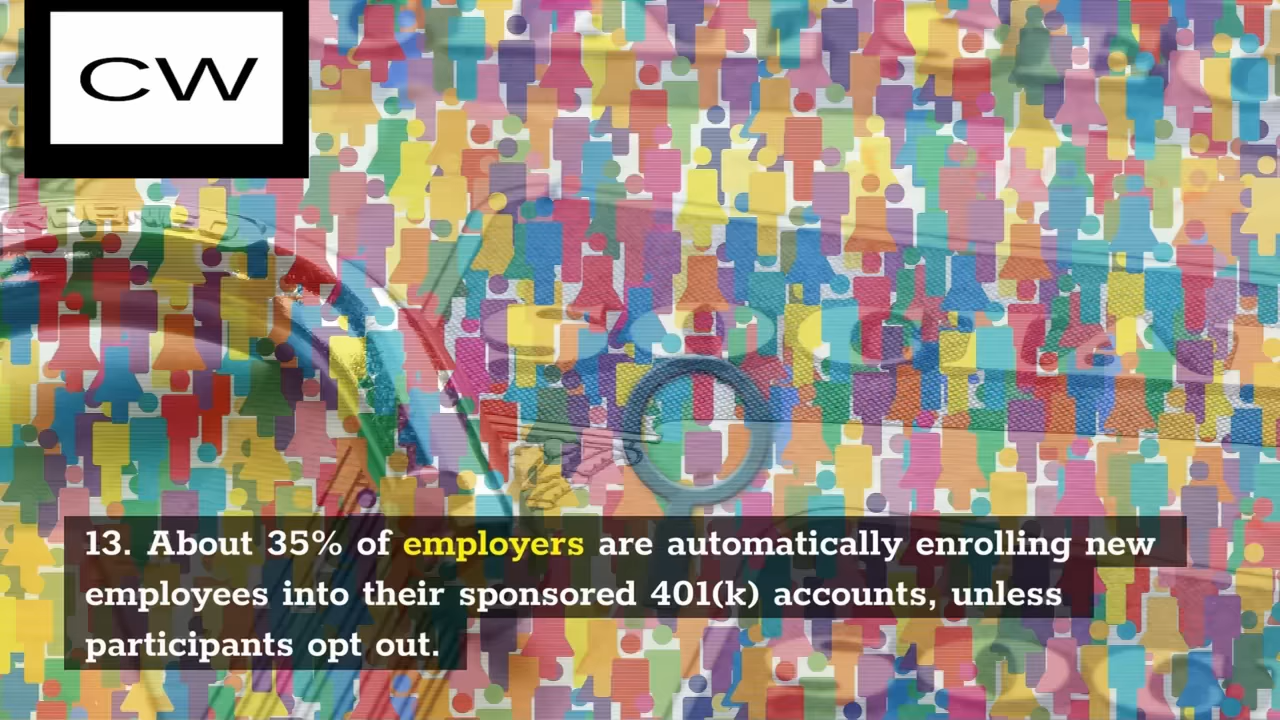 CW
13. About 35% of employers are automatically enrolling new
employees into their sponsored 401(k) accounts, unless
participants opt out.